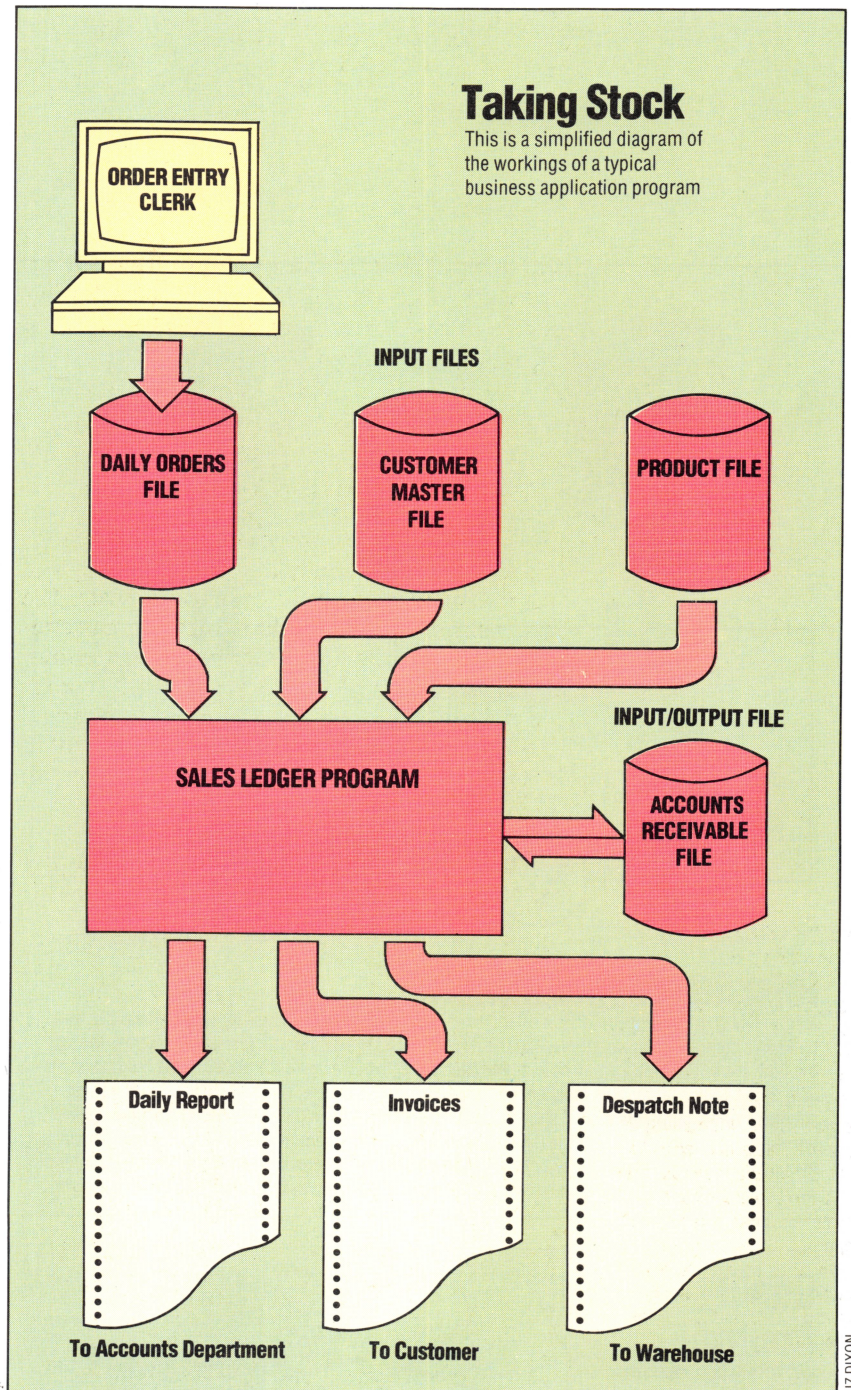 Taking Stock
This is a simplified diagram of
the workings of a typical
business application program
ORDER ENTRY
CLERK
INPUT FILES
DAILY ORDERS
FILE
CUSTOMER
MASTER
FILE
PRODUCT FILE
INPUT/OUTPUT FILE
SALES LEDGER PROGRAM
ACCOUNTS
RECEIVABLE
FILE
Daily Report
Invoices
Despatch Note
To Accounts Department
To Customer
To Warehouse
DIXON